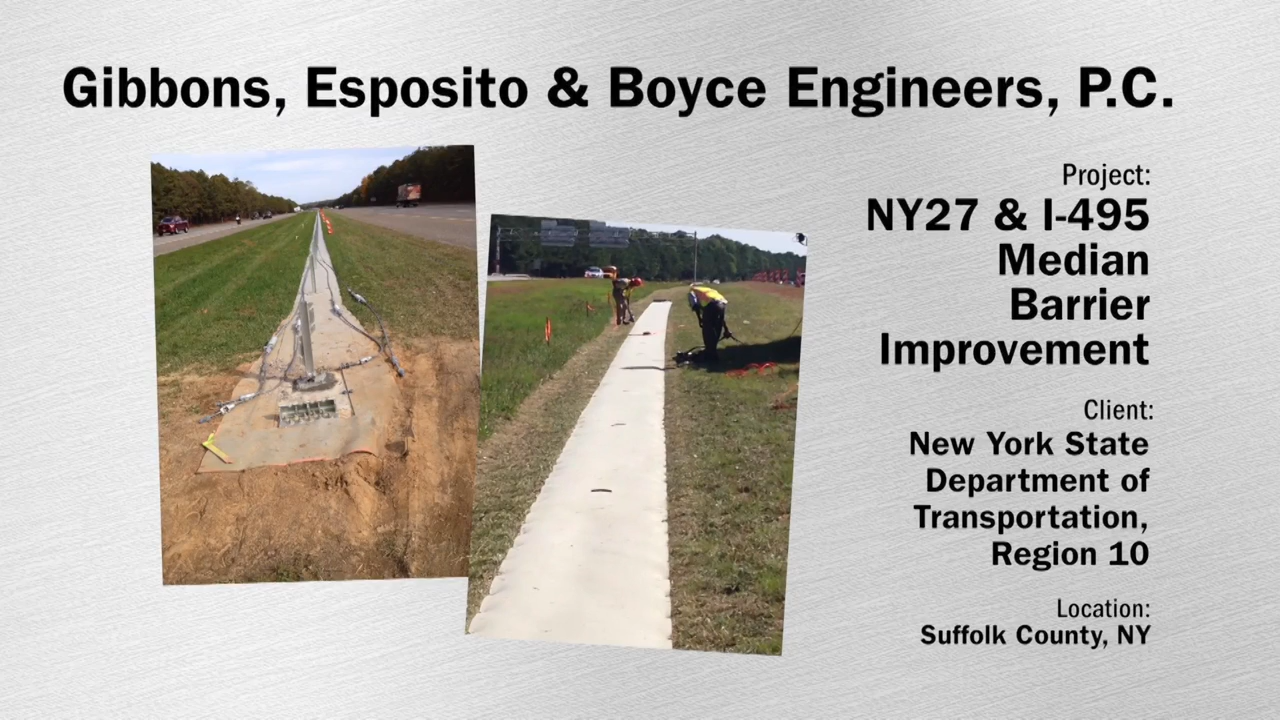 Gibbons, Esposito & Boyce Engineers, P.C.
Project:
NY27 & I-495
Median
Barrier
Improvement
Client:
New York State
Department of
Transportation,
Region 10
Location:
Suffolk County, NY